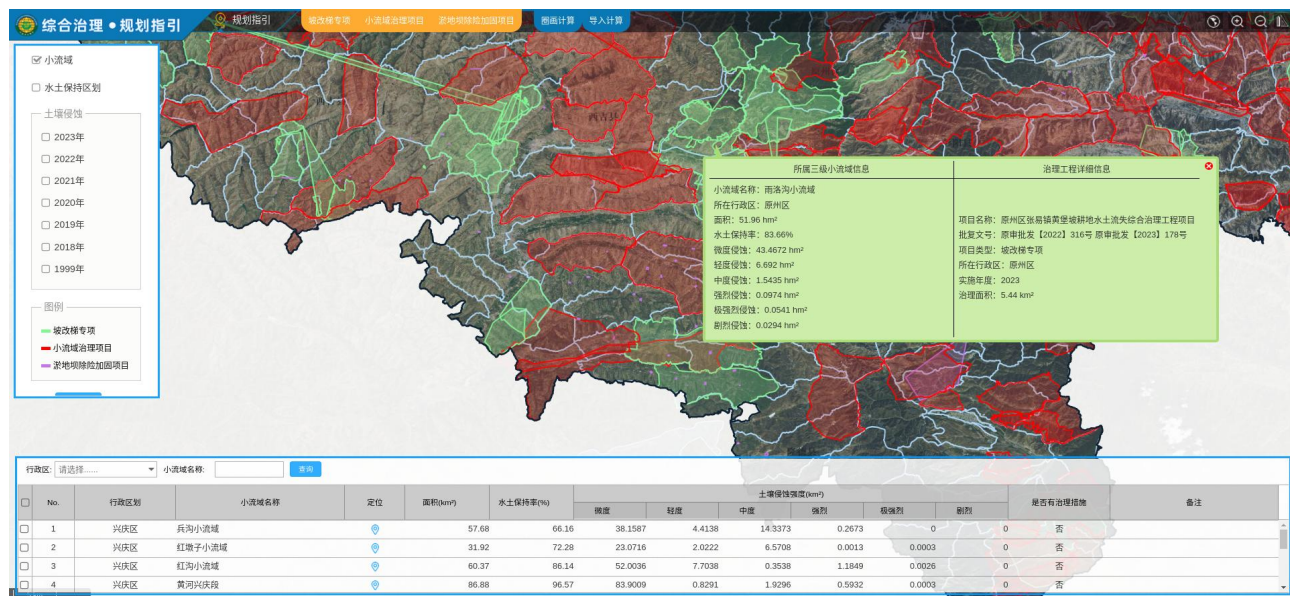 综合治理 • 规划指引
规划指引
坡改梯专项 小流域治理项目 淤地坝除险加固项目 图画计算 导入计算
小流域
水土保持区划
土壤侵蚀
2023年
2022年
2021年
2020年
2019年
2018年
1999年
图例
坡改梯专项
小流域治理项目
淤地坝除险加固项目
西吉县
所属三级小流域信息
小流域名称：雨洛沟小流域
所在行政区：原州区
面积：51.96 hm²
水土保持率：83.66%
微度侵蚀：43.4672 hm²
轻度侵蚀：6.692 hm²
中度侵蚀：1.5435 hm²
强烈侵蚀：0.0974 hm²
极强烈侵蚀：0.0541 hm²
剧烈侵蚀：0.0294 hm²
治理工程详细信息
项目名称：原州区张易镇黄堡坡耕地水土流失综合治理工程项目
批复文号：原审批发【2022】316号 原审批发【2023】178号
项目类型：坡改梯专项
所在行政区：原州区
实施年度：2023
治理面积：5.44 km²
行政区: 请选择...... 小流域名称: 查询
No. 行政区划 小流域名称 定位 面积(km²) 水土保持率(%) 土壤侵蚀强度(km²) 是否有治理措施 备注
微度 轻度 中度 强烈 极强烈 剧烈
1 兴庆区 兵沟小流域 57.68 66.16 38.1587 4.4138 14.3373 0.2673 0 0 否
2 兴庆区 红墩子小流域 31.92 72.28 23.0716 2.0222 6.5708 0.0013 0.0003 0 否
3 兴庆区 红沟小流域 60.37 86.14 52.0036 7.7038 0.3538 1.1849 0.0026 0 否
4 兴庆区 黄河兴庆段 86.88 96.57 83.9009 0.8291 1.9296 0.5932 0.0003 0 否